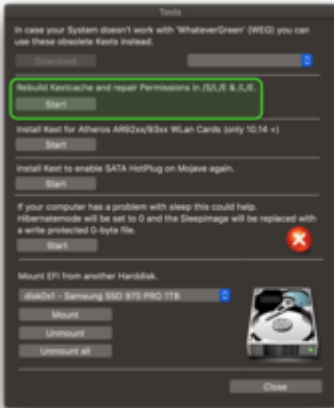 Tools
In case your System doesn't work with 'WhateverGreen' (WEG) you can
use these obsolete Kexts instead.
Download
Rebuild Kextcache and repair Permissions in /S/L/E & /L/E.
Start
Install Kext for Atheros AR92xx/93xx WLan Cards (only 10.14 +)
Start
Install Kext to enable SATA HotPlug on Mojave again.
Start
If your computer has a problem with sleep this could help.
Hibernatemode will be set to 0 and the Sleepimage will be replaced with
a write protected 0-byte file.
Start
Mount EFI from another Harddisk.
disk0s1 - Samsung SSD 970 PRO 1TB
Mount
Unmount
Unmount all
Close